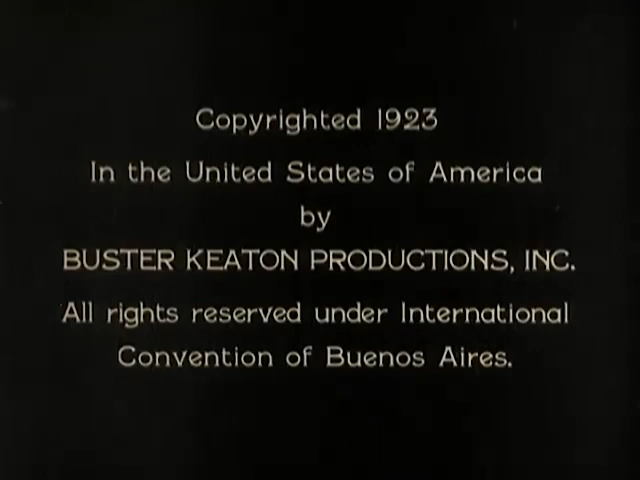 Copyrighted 1923
In the United States of America
by
BUSTER KEATON PRODUCTIONS, INC.
All rights reserved under International
Convention of Buenos Aires.